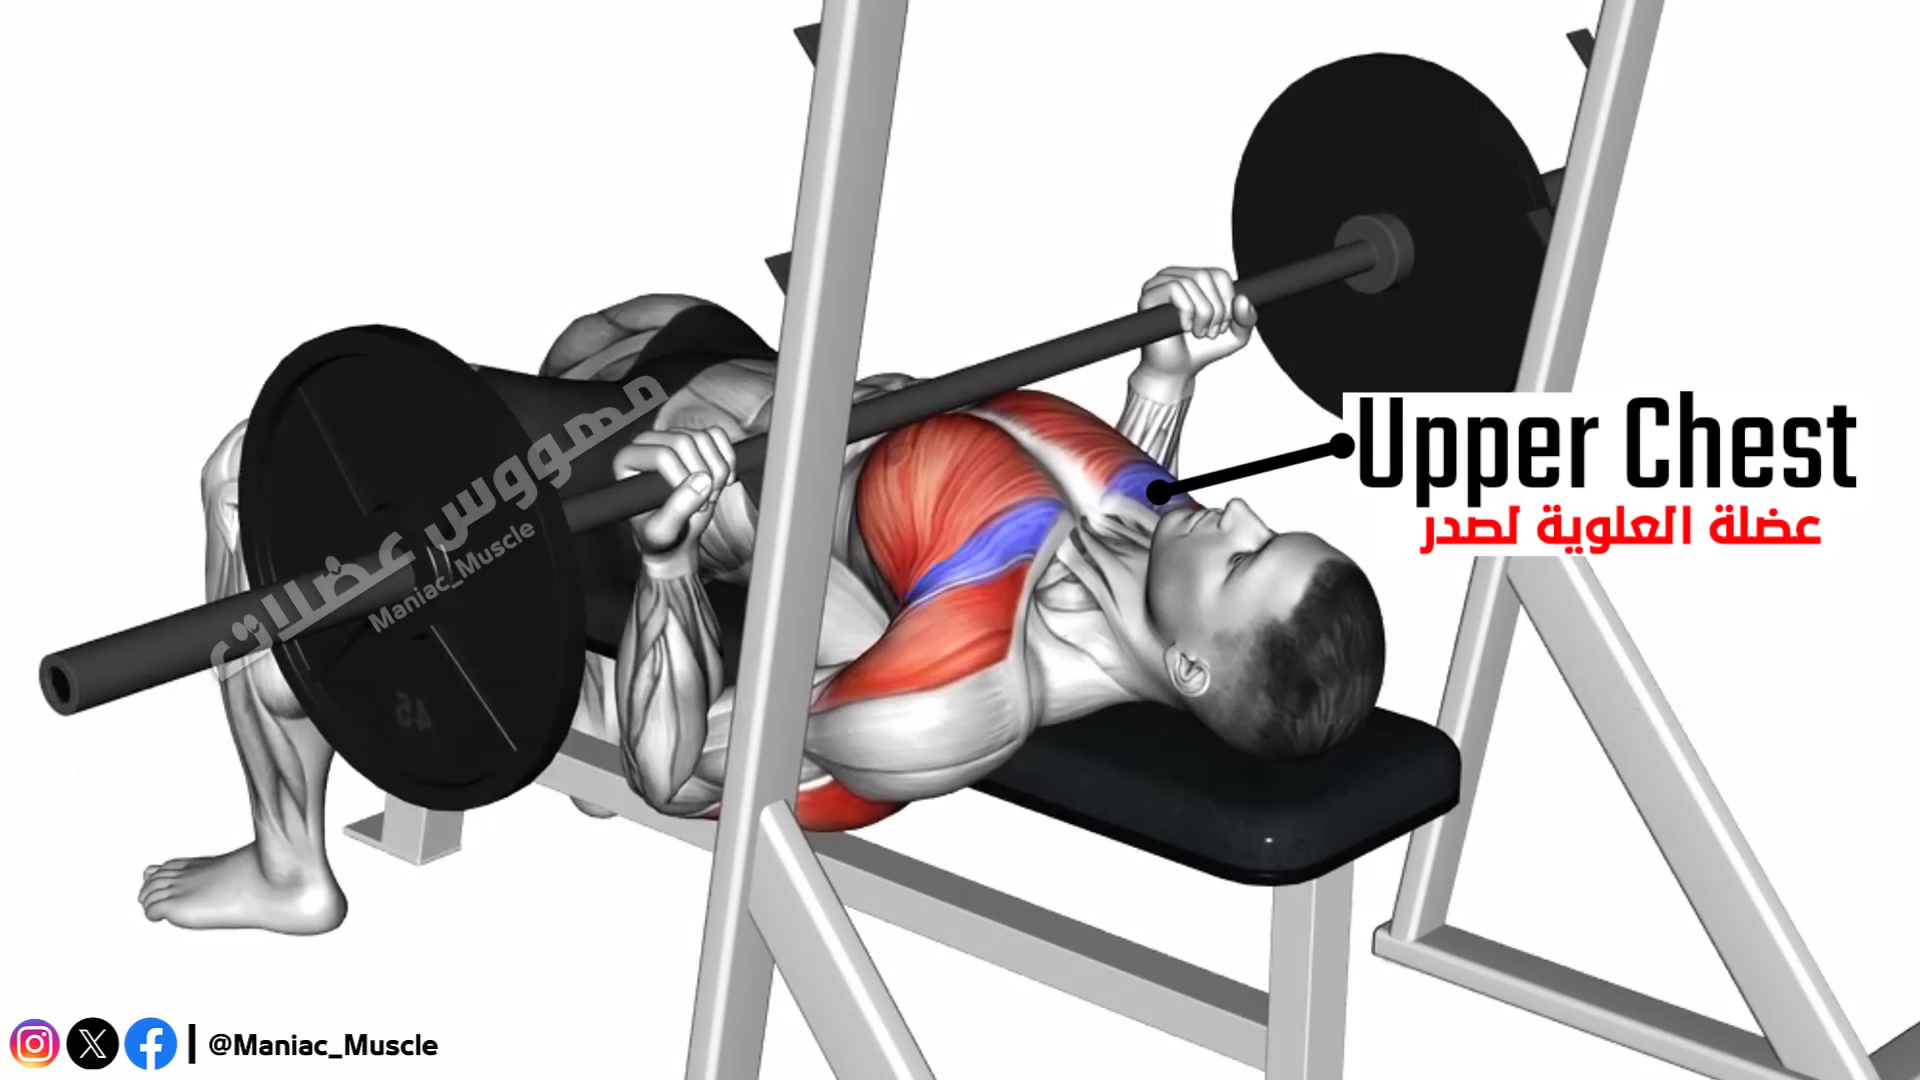 Upper Chest
عضلة العلوية لصدر
مهووس عضلات
Maniac_Muscle
45
@Maniac_Muscle